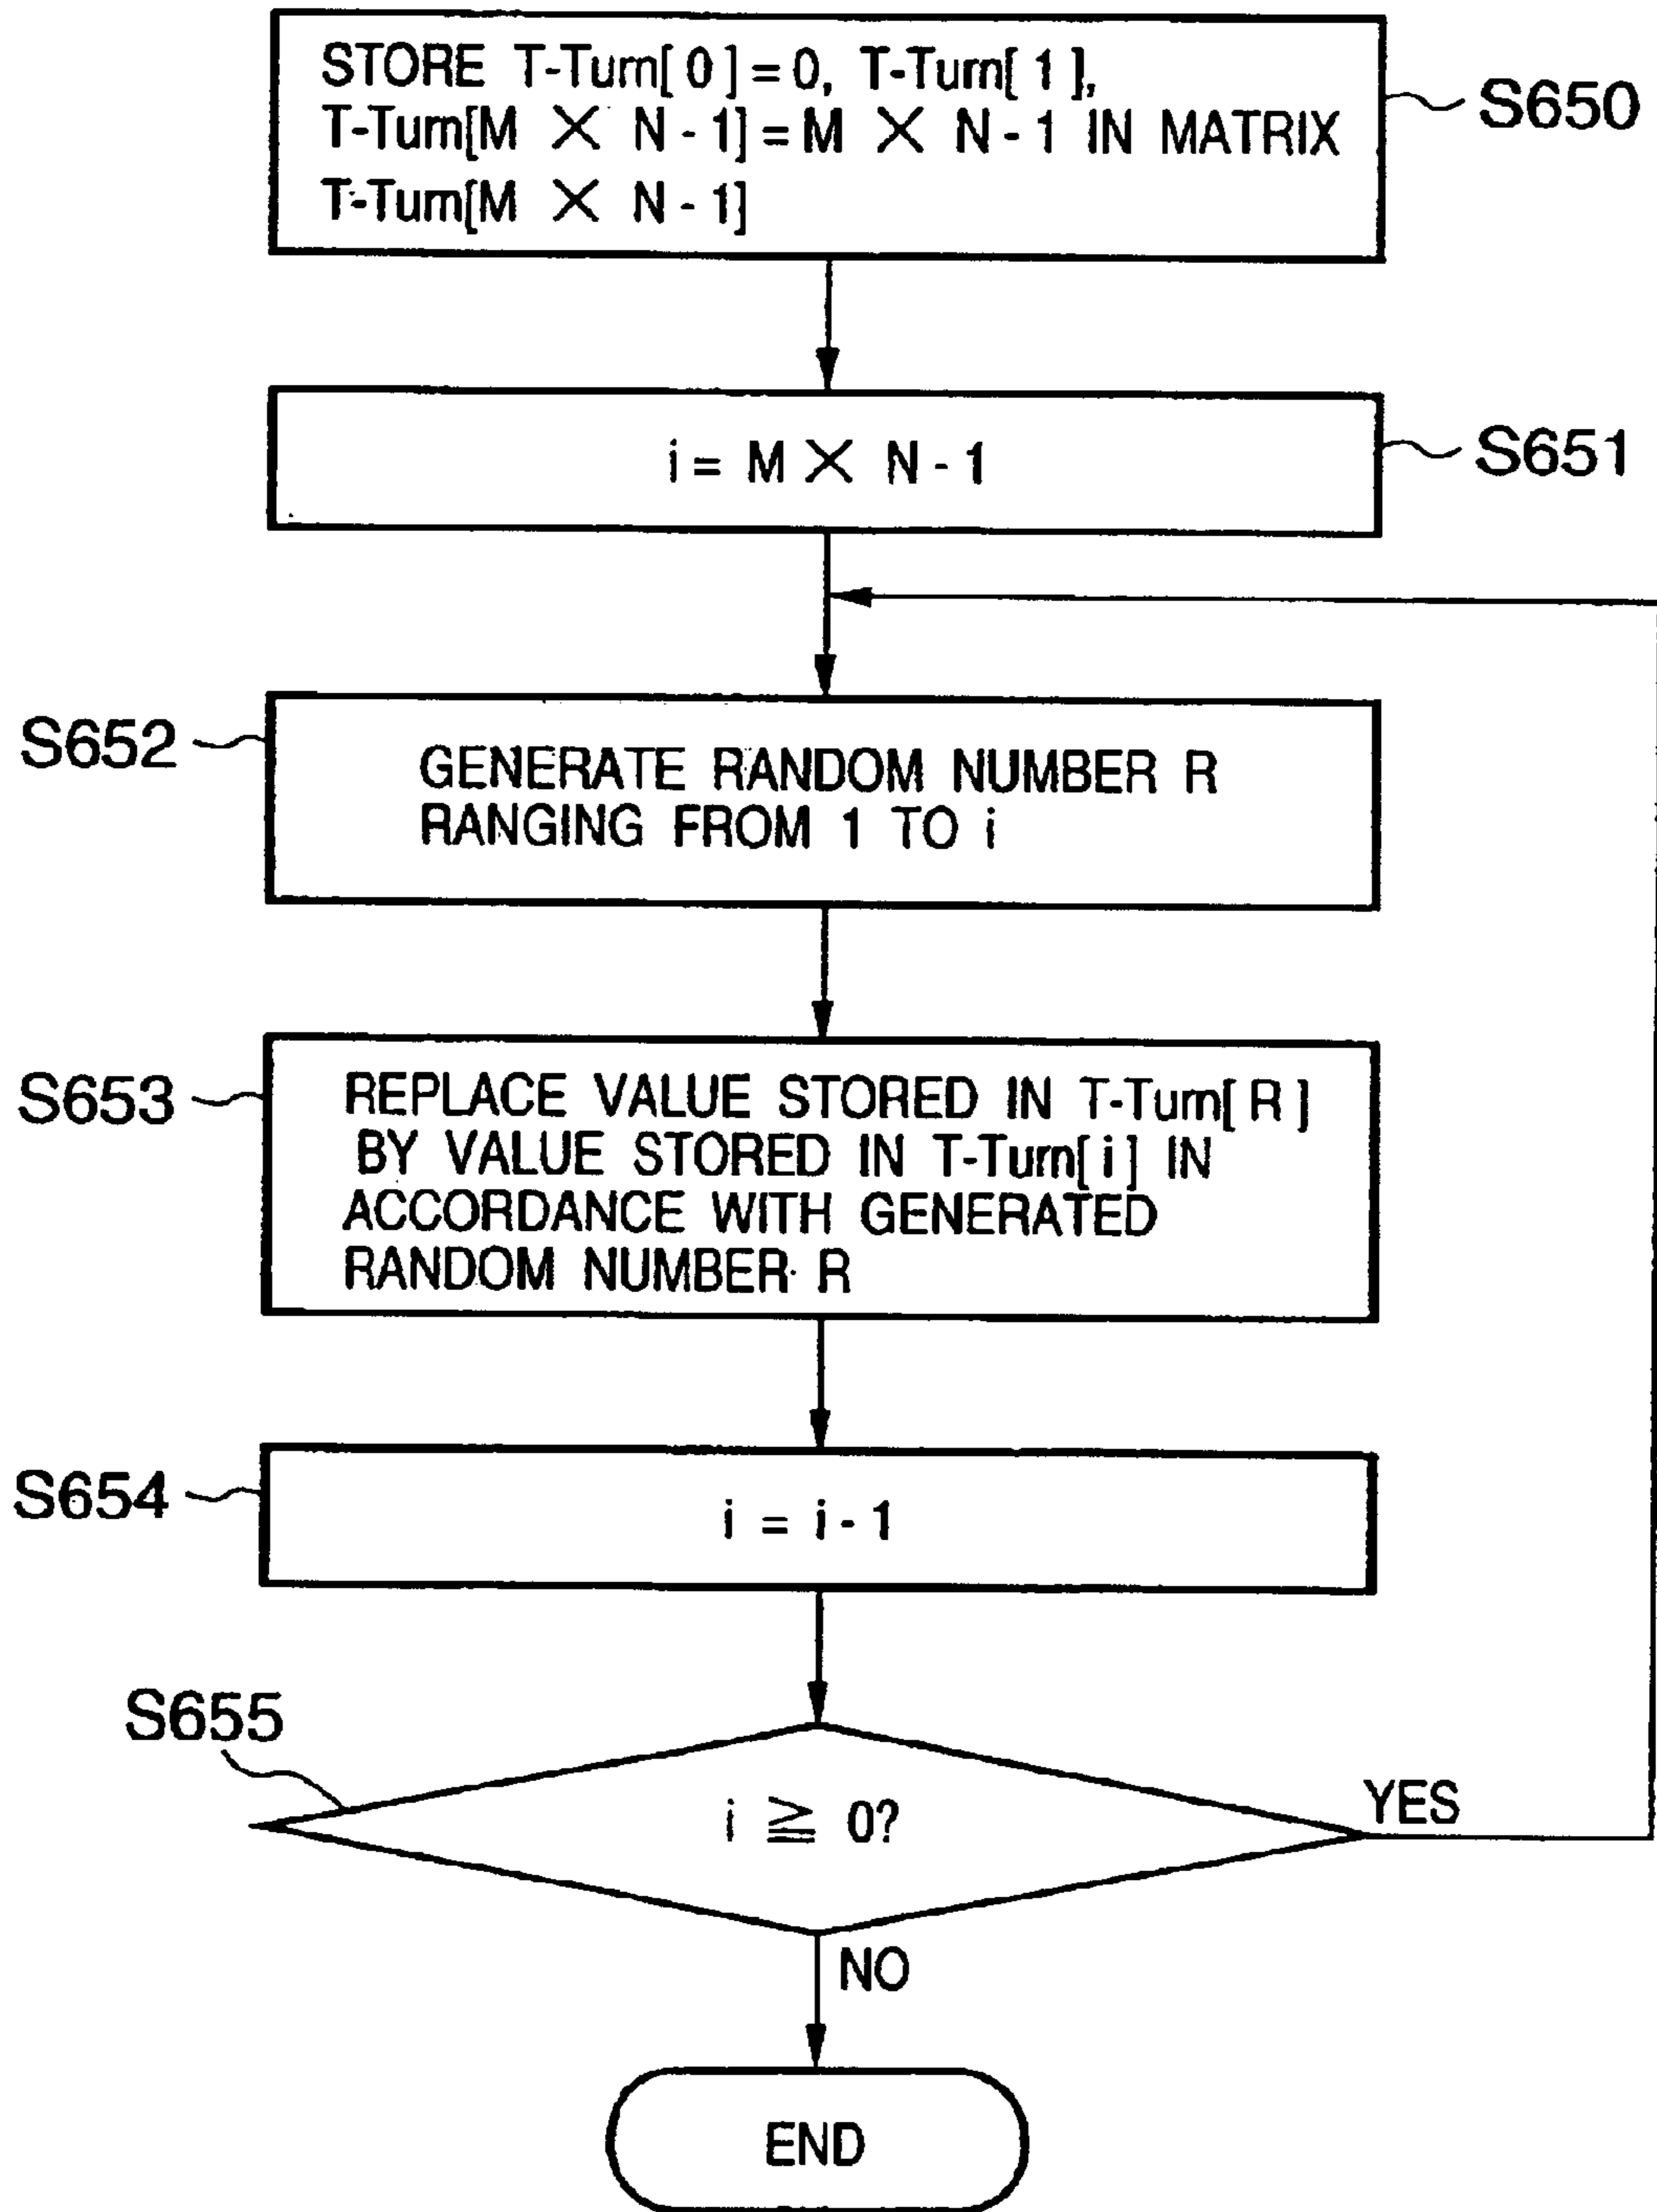 STORE T-Turn[ 0 ] = 0, T-Turn[ 1 ],
T-Turn[M × N - 1] = M × N - 1 IN MATRIX
T-Turn[M × N - 1]
S650
i = M × N - 1
S651
S652
GENERATE RANDOM NUMBER R
RANGING FROM 1 TO i
S653
REPLACE VALUE STORED IN T-Turn[ R ]
BY VALUE STORED IN T-Turn[ i ] IN
ACCORDANCE WITH GENERATED
RANDOM NUMBER R
S654
i = i - 1
S655
i ≧ 0?
YES
NO
END